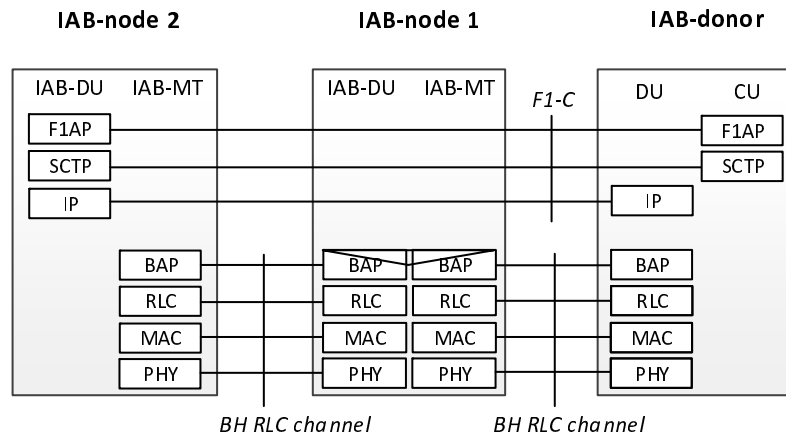 IAB-node 2 IAB-node 1 IAB-donor
IAB-DU IAB-MT IAB-DU IAB-MT F1-C DU CU
F1AP F1AP
SCTP SCTP
IP IP
BAP BAP BAP BAP
RLC RLC RLC RLC
MAC MAC MAC MAC
PHY PHY PHY PHY
BH RLC channel BH RLC channel